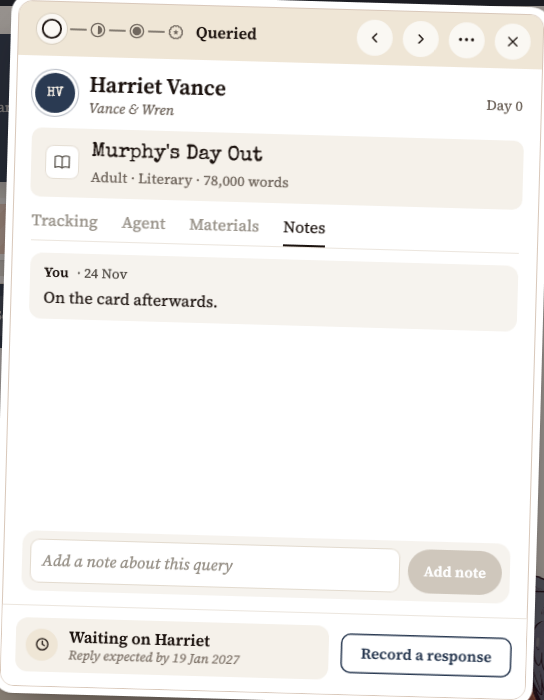 Queried
HV
Harriet Vance
Vance & Wren
Day 0
Murphy's Day Out
Adult · Literary · 78,000 words
Tracking Agent Materials Notes
You · 24 Nov
On the card afterwards.
Add a note about this query
Add note
Waiting on Harriet
Reply expected by 19 Jan 2027
Record a response